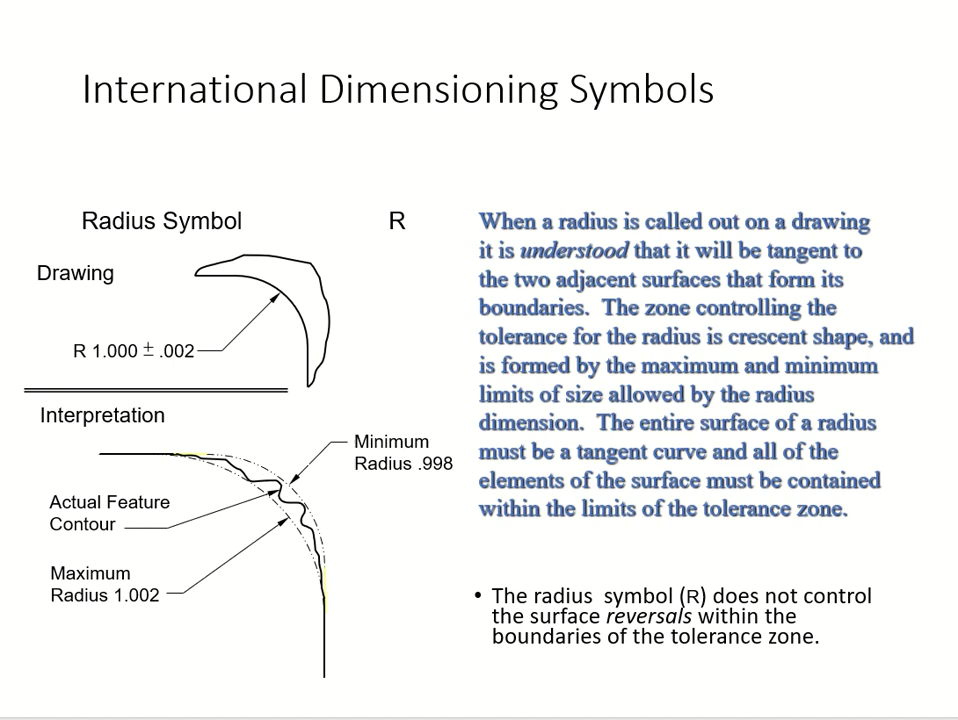 International Dimensioning Symbols
Radius Symbol R
Drawing
R 1.000 ± .002
Interpretation
Minimum
Radius .998
Actual Feature
Contour
Maximum
Radius 1.002
When a radius is called out on a drawing
it is understood that it will be tangent to
the two adjacent surfaces that form its
boundaries. The zone controlling the
tolerance for the radius is crescent shape, and
is formed by the maximum and minimum
limits of size allowed by the radius
dimension. The entire surface of a radius
must be a tangent curve and all of the
elements of the surface must be contained
within the limits of the tolerance zone.
• The radius symbol (R) does not control
the surface reversals within the
boundaries of the tolerance zone.